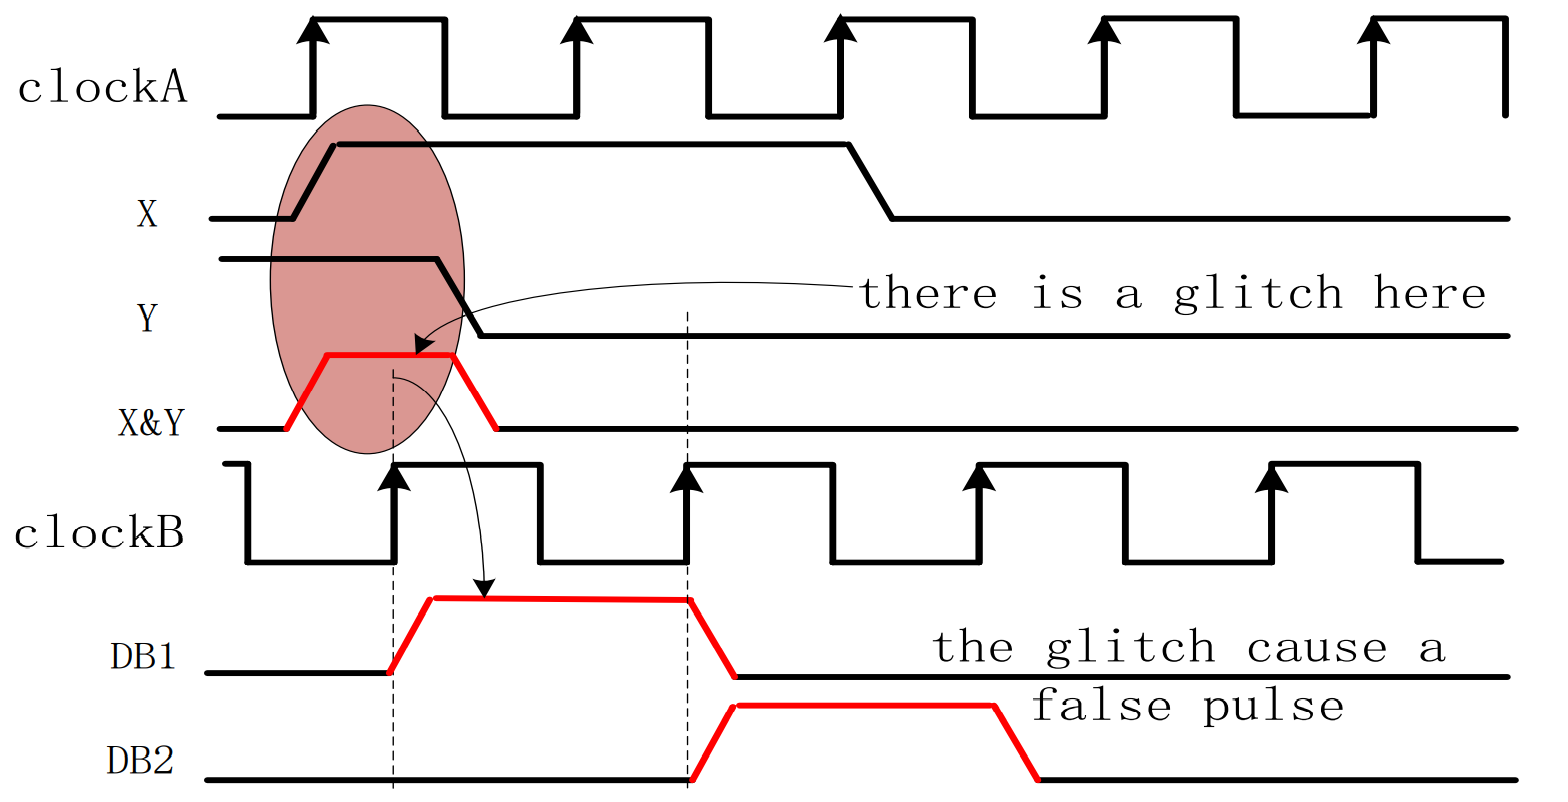 clockA
X
there is a glitch here
Y
X&Y
clockB
DB1
the glitch cause a
false pulse
DB2